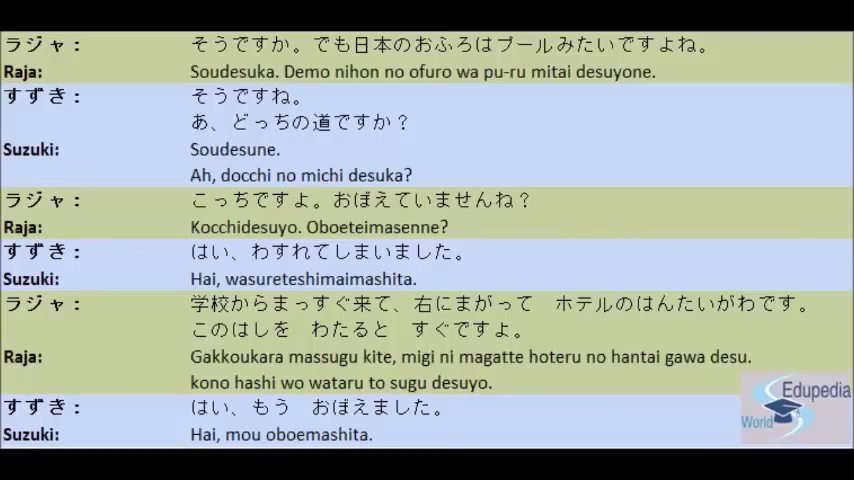 ラジャ: そうですか。でも日本のおふろはプールみたいですよね。
Raja: Soudesuka. Demo nihon no ofuro wa pu-ru mitai desuyone.
すずき: そうですね。
あ、どっちの道ですか？
Suzuki: Soudesune.
Ah, docchi no michi desuka?
ラジャ: こっちですよ。おぼえていませんね？
Raja: Kocchidesuyo. Oboeteimasenne?
すずき: はい、わすれてしまいました。
Suzuki: Hai, wasureteshimaimashita.
ラジャ: 学校からまっすぐ来て、右にまがって　ホテルのはんたいがわです。
このはしを　わたると　すぐですよ。
Raja: Gakkoukara massugu kite, migi ni magatte hoteru no hantai gawa desu.
kono hashi wo wataru to sugu desuyo.
すずき: はい、もう　おぼえました。
Suzuki: Hai, mou oboemashita.
Edupedia
World